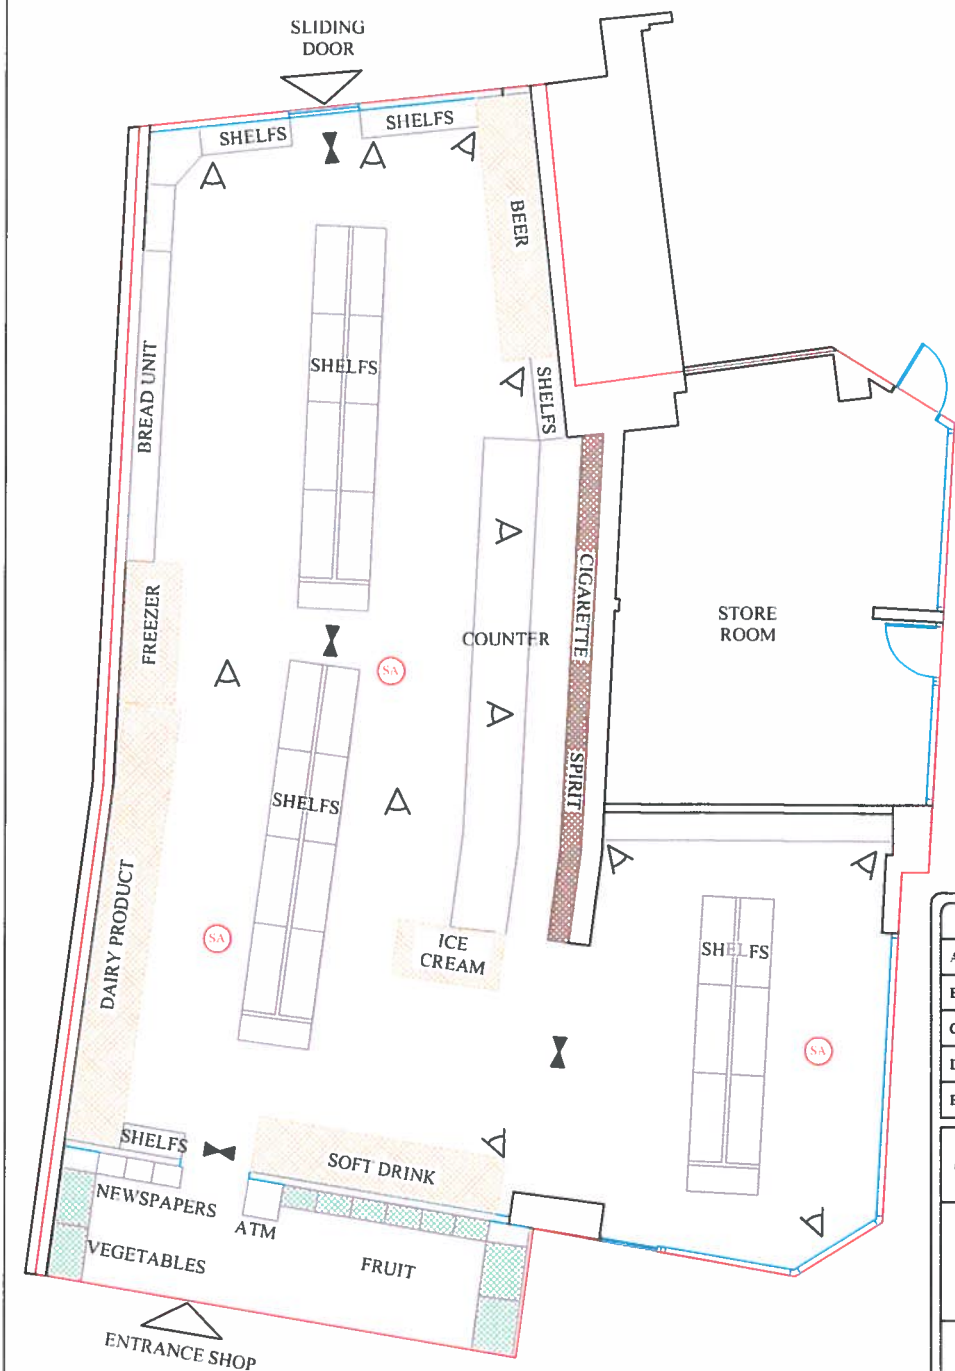 SLIDING
DOOR
SHELFS
SHELFS
BEER
SHELFS
SHELFS
BREAD UNIT
FREEZER
CIGARETTE
COUNTER
STORE
ROOM
SA
SPIRIT
SHELFS
DAIRY PRODUCT
SA
ICE
CREAM
SHELFS
SA
SHELFS
SOFT DRINK
NEWSPAPERS
ATM
VEGETABLES
FRUIT
ENTRANCE SHOP